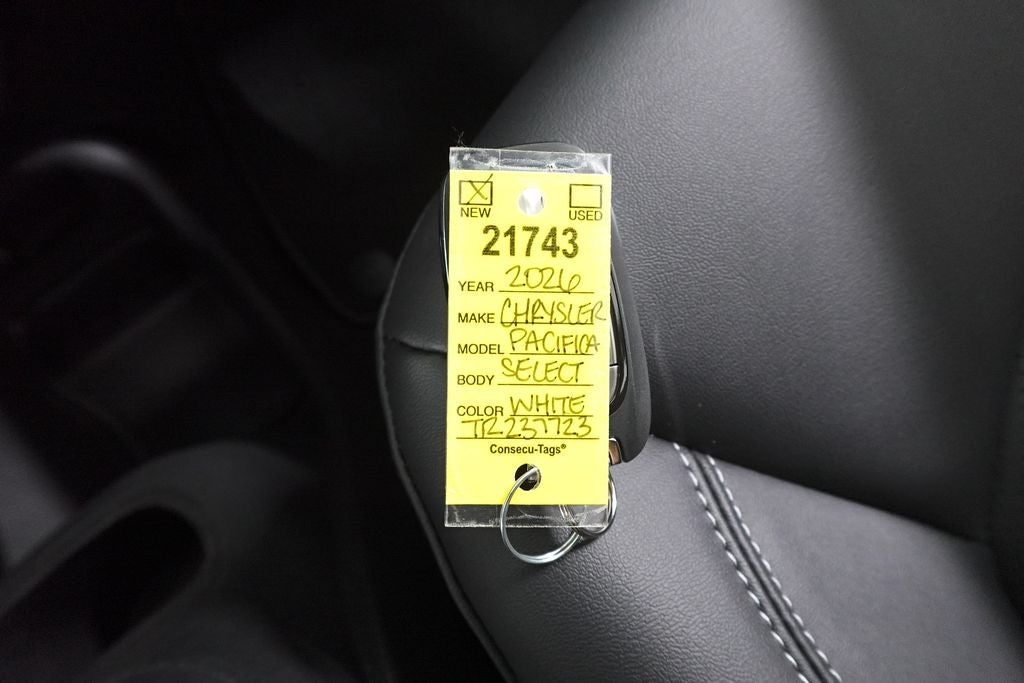 X
NEW USED
21743
YEAR 2026
MAKE CHRYSLER
MODEL PACIFICA
BODY SELECT
COLOR WHITE
TR237723
Consecu-Tags®